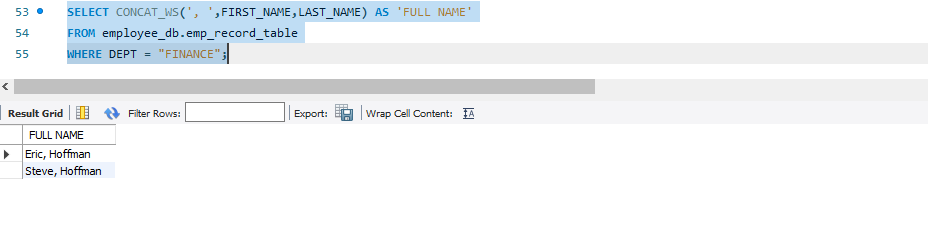 53 SELECT CONCAT_WS(', ',FIRST_NAME,LAST_NAME) AS 'FULL NAME'
54 FROM employee_db.emp_record_table
55 WHERE DEPT = "FINANCE";
Result Grid Filter Rows: Export: Wrap Cell Content:
FULL NAME
Eric, Hoffman
Steve, Hoffman